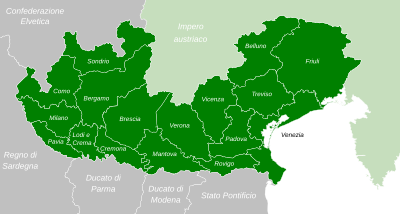 Confederazione
Elvetica
Impero
austriaco
Belluno
Sondrio
Friuli
Como
Bergamo
Vicenza
Treviso
Milano
Brescia
Verona
Lodi e
Crema
Pavia
Cremona
Padova
Venezia
Mantova
Rovigo
Regno di
Sardegna
Ducato di
Parma
Ducato di
Modena
Stato Pontificio